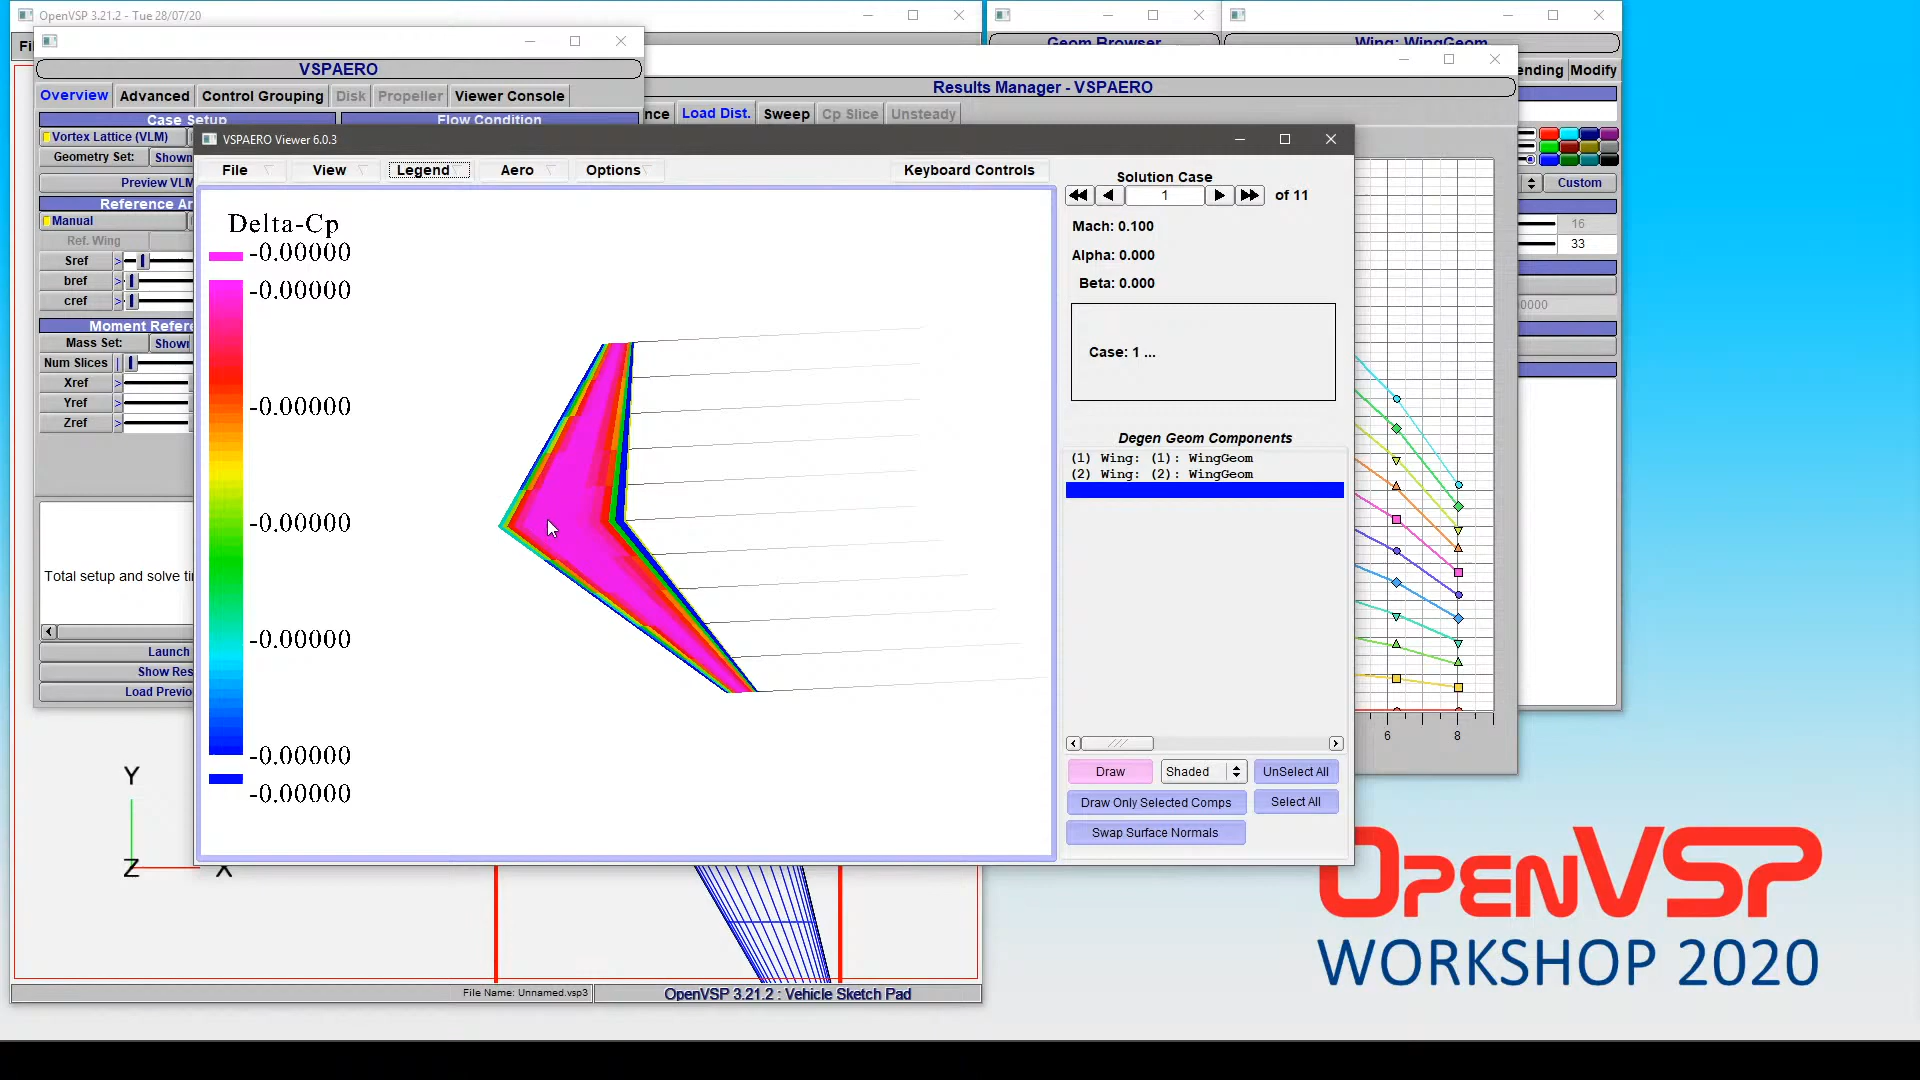 OpenVSP 3.21.2 - Tue 28/07/20
Fi
VSPAERO
Overview
Advanced
Control Grouping
Disk
Propeller
Viewer Console
Case Setup
Flow Condition
Vortex Lattice (VLM)
Geometry Set:
Shown
Preview VLM
Manual
Ref. Wing
Sref
bref
cref
Mass Set:
Shown
Num Slices
Xref
Yref
Zref
Launch
Geom Browser
Wing: WingGeom
ending
Modify
Custom
16
33
Results Manager - VSPAERO
nce
Load Dist.
Sweep
Cp Slice
Unsteady
6
8
VSPAERO Viewer 6.0.3
File
View
Legend
Aero
Options
Keyboard Controls
Delta-Cp
-0.00000
-0.00000
-0.00000
-0.00000
-0.00000
-0.00000
-0.00000
Solution Case
1
of 11
Mach: 0.100
Alpha: 0.000
Beta: 0.000
Case: 1 ...
Degen Geom Components
(1) Wing: (1): WingGeom
(2) Wing: (2): WingGeom
Draw
Shaded
UnSelect All
Draw Only Selected Comps
Select All
Swap Surface Normals
Y
Z
X
File Name: Unnamed.vsp3
OpenVSP 3.21.2 : Vehicle Sketch Pad
OPENVSP
WORKSHOP 2020